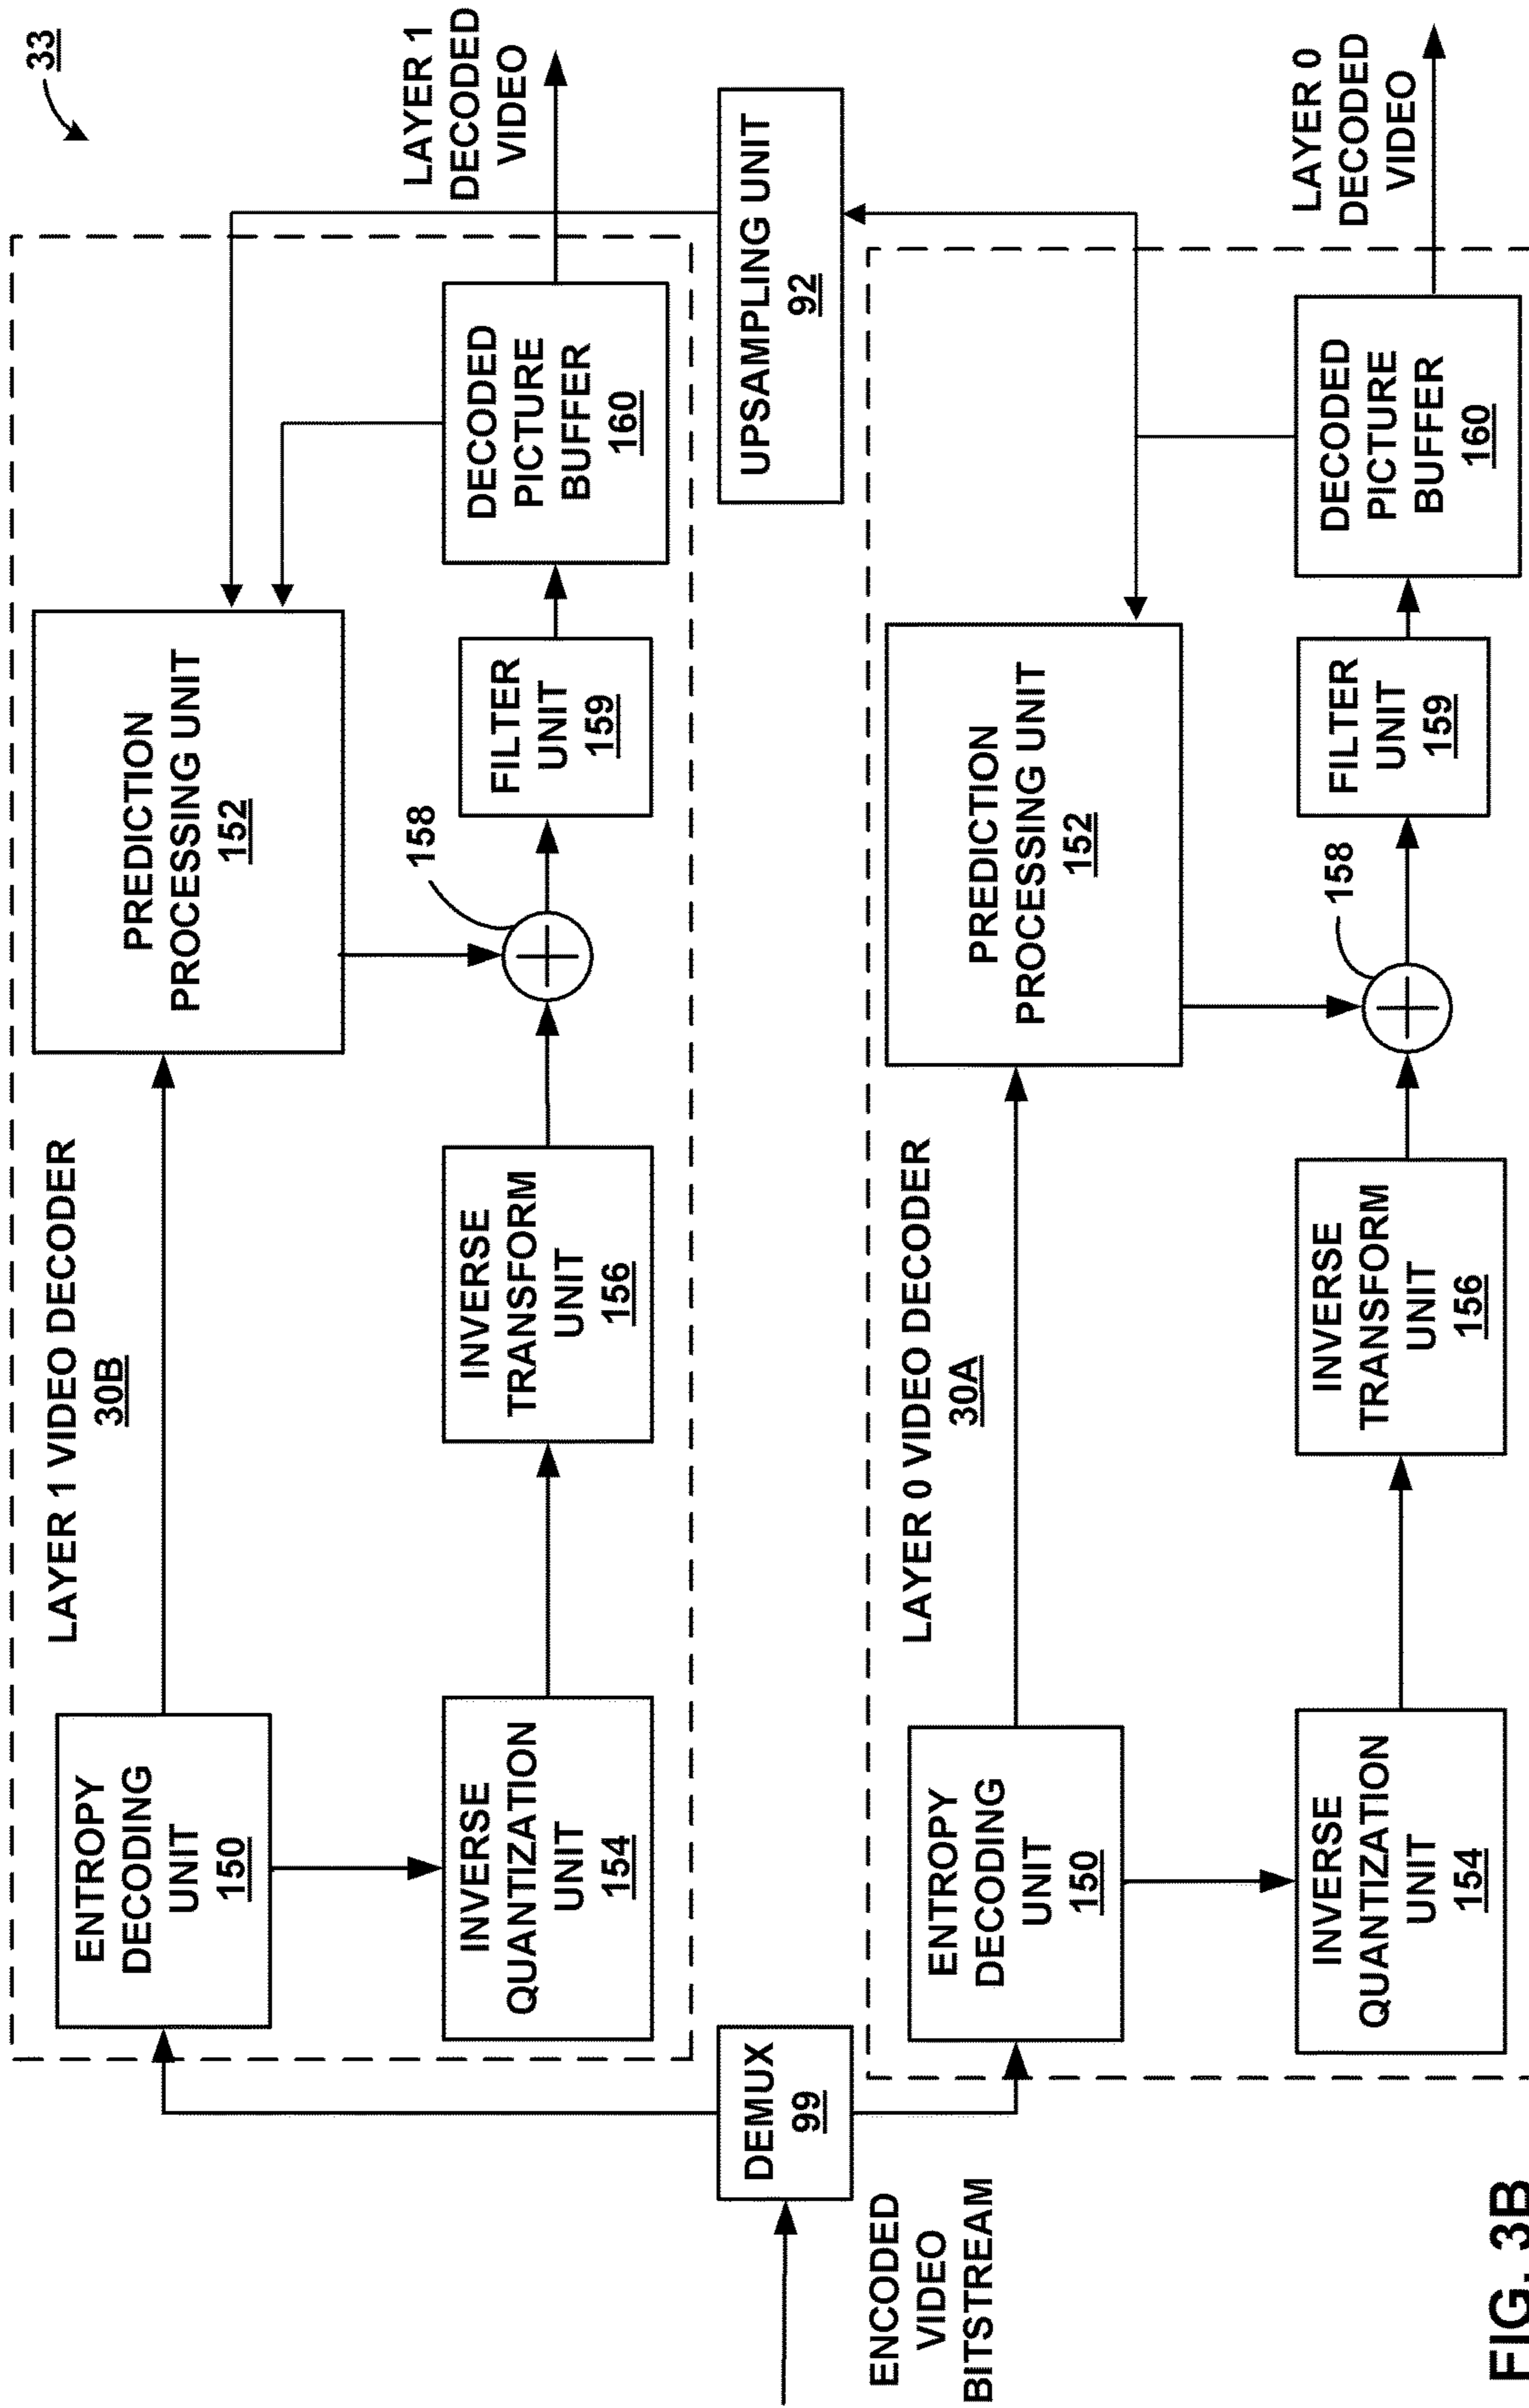 33
LAYER 1 VIDEO DECODER
30B
ENTROPY
DECODING
UNIT
150
PREDICTION
PROCESSING UNIT
152
INVERSE
QUANTIZATION
UNIT
154
INVERSE
TRANSFORM
UNIT
156
158
FILTER
UNIT
159
DECODED
PICTURE
BUFFER
160
LAYER 1
DECODED
VIDEO
DEMUX
99
ENCODED
VIDEO
BITSTREAM
UPSAMPLING UNIT
92
LAYER 0 VIDEO DECODER
30A
ENTROPY
DECODING
UNIT
150
PREDICTION
PROCESSING UNIT
152
INVERSE
QUANTIZATION
UNIT
154
INVERSE
TRANSFORM
UNIT
156
158
FILTER
UNIT
159
DECODED
PICTURE
BUFFER
160
LAYER 0
DECODED
VIDEO
FIG. 3B